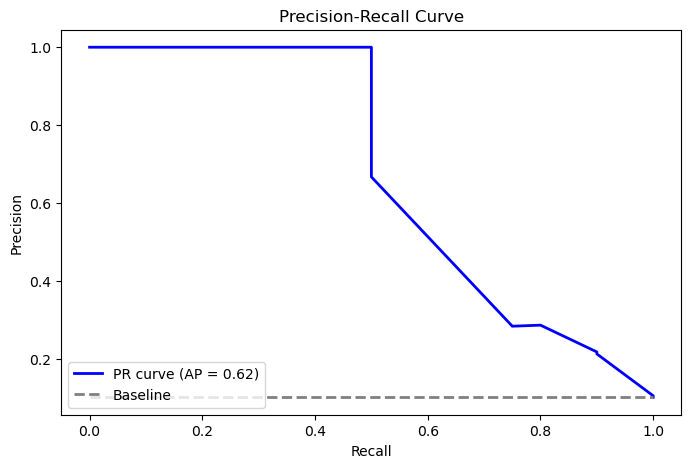 Precision-Recall Curve
Precision
1.0
0.8
0.6
0.4
0.2
PR curve (AP = 0.62)
Baseline
0.0 0.2 0.4 0.6 0.8 1.0
Recall